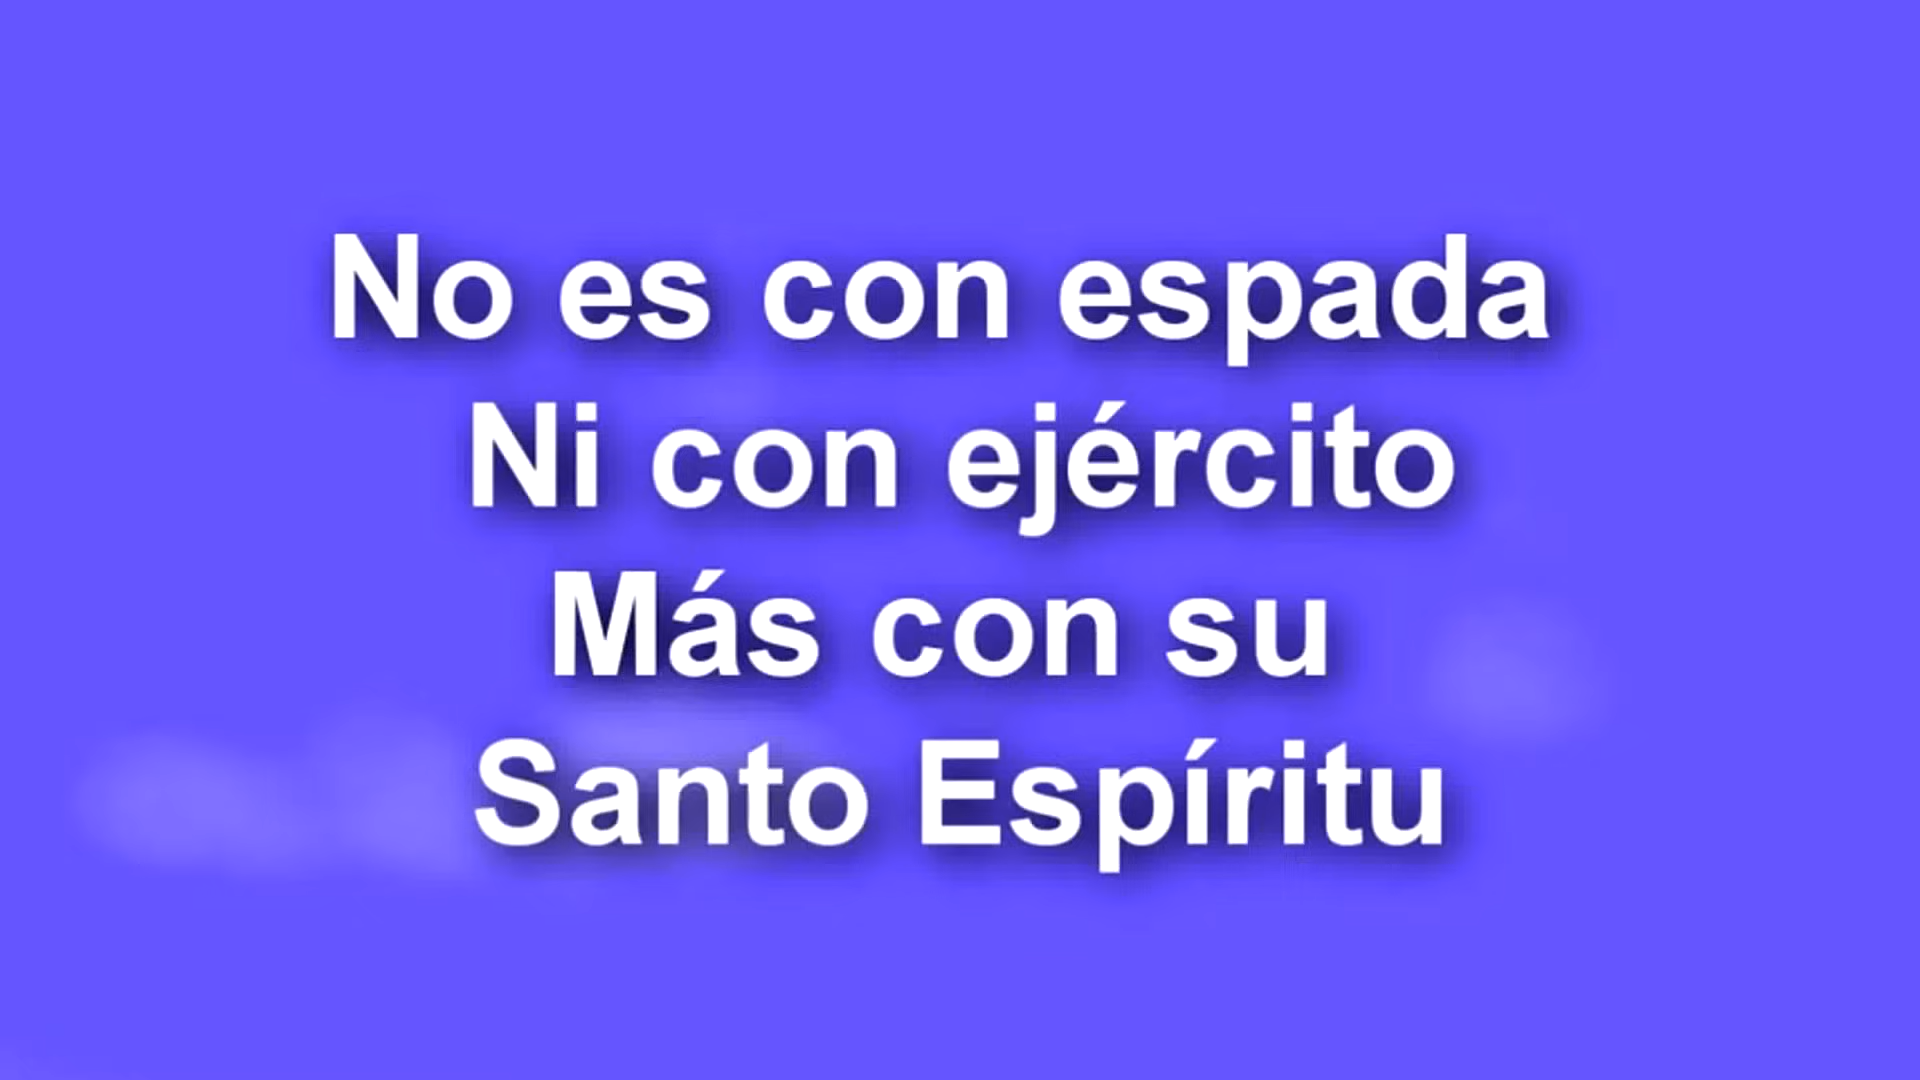 No es con espada
Ni con ejército
Más con su
Santo Espíritu